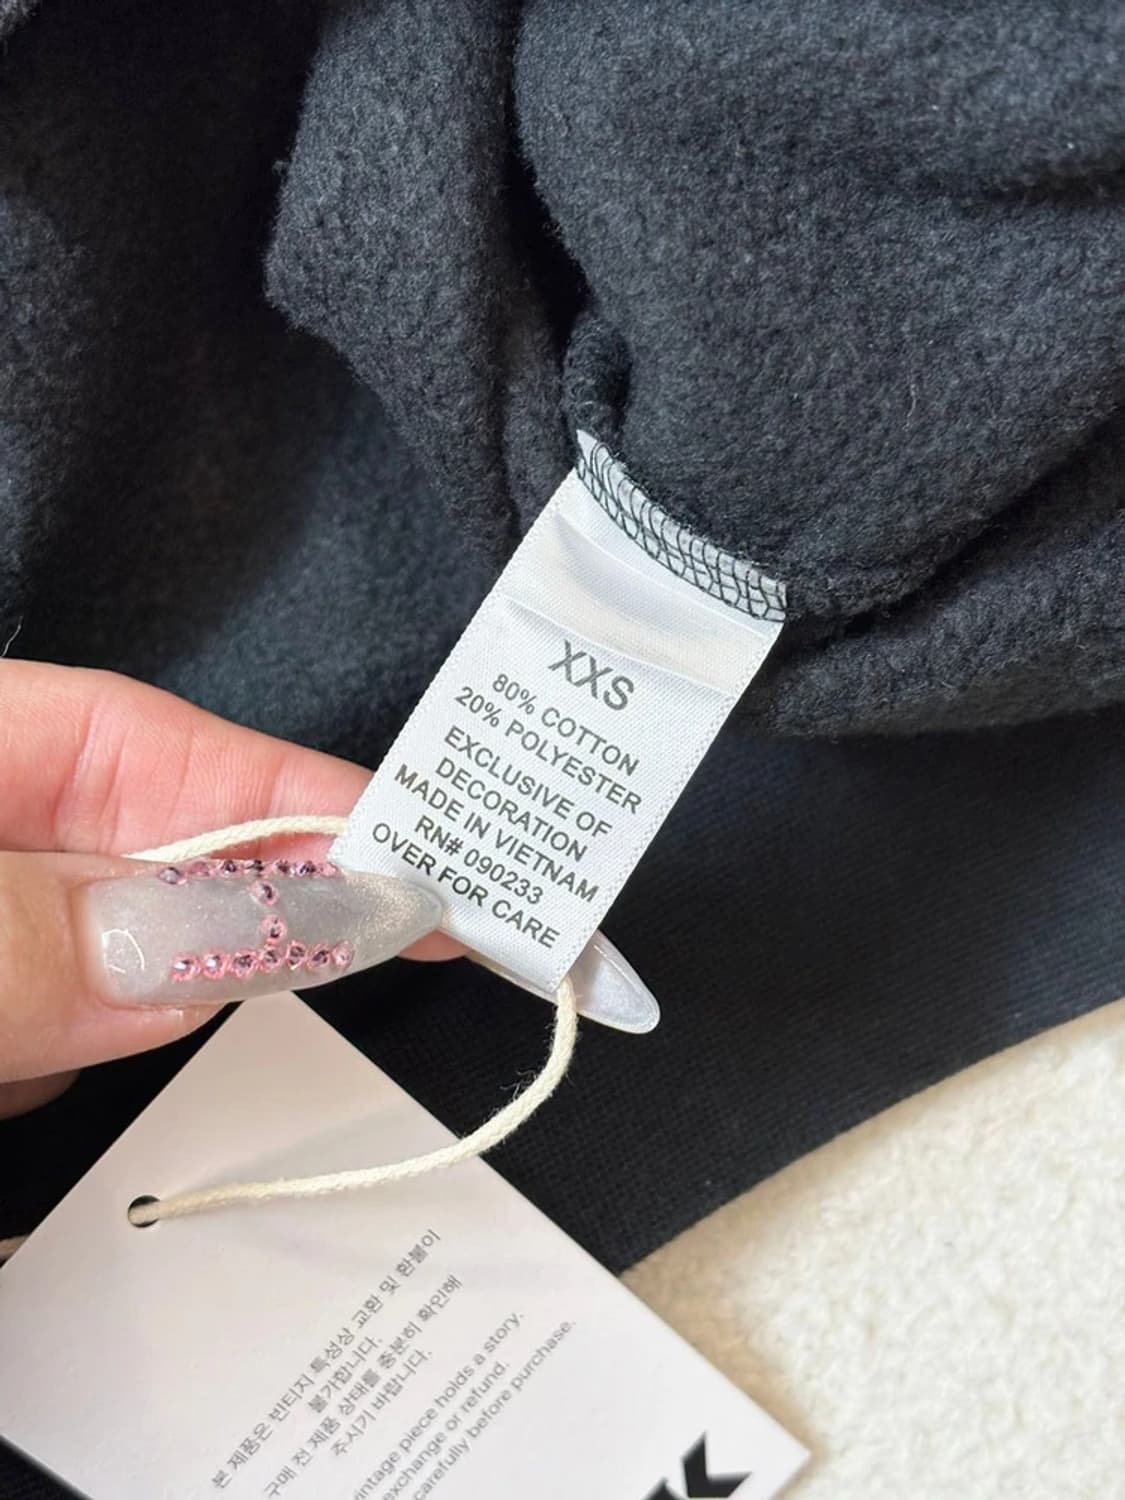 XXS
80% COTTON
20% POLYESTER
EXCLUSIVE OF
DECORATION
MADE IN VIETNAM
RN# 090233
OVER FOR CARE
본 제품은 빈티지 특성상 교환 및 환불이
불가합니다.
구매 전 제품 상태를 충분히 확인해
주시기 바랍니다.
piece holds a story.
exchange or refund.
carefully before purchase.
K